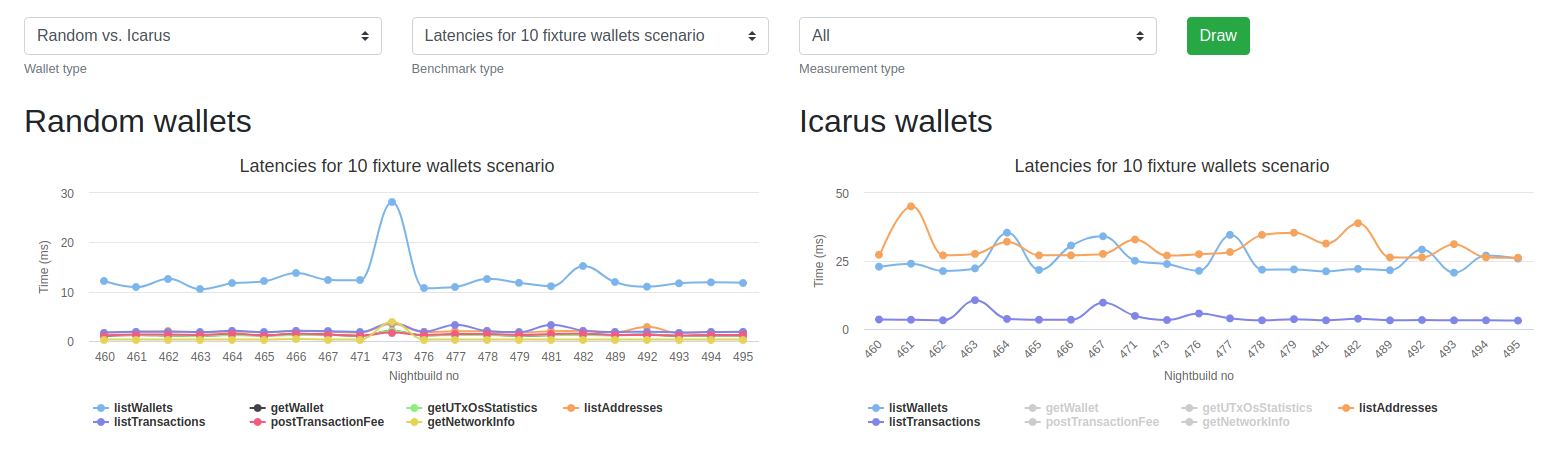 Random vs. Icarus
Latencies for 10 fixture wallets scenario
All
Draw
Wallet type
Benchmark type
Measurement type
Random wallets
Latencies for 10 fixture wallets scenario
Time (ms)
30
20
10
0
460 461 462 463 464 465 466 467 471 473 476 477 478 479 481 482 489 492 493 494 495
Nightbuild no
listWallets getWallet getUTxOsStatistics listAddresses
listTransactions postTransactionFee getNetworkInfo
Icarus wallets
Latencies for 10 fixture wallets scenario
Time (ms)
50
25
0
460 461 462 463 464 465 466 467 471 473 476 477 478 479 481 482 489 492 493 494 495
Nightbuild no
listWallets getWallet getUTxOsStatistics listAddresses
listTransactions postTransactionFee getNetworkInfo